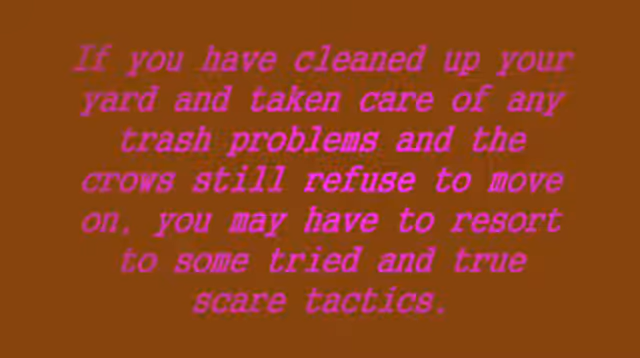 If you have cleaned up your
yard and taken care of any
trash problems and the
crows still refuse to move
on, you may have to resort
to some tried and true
scare tactics.